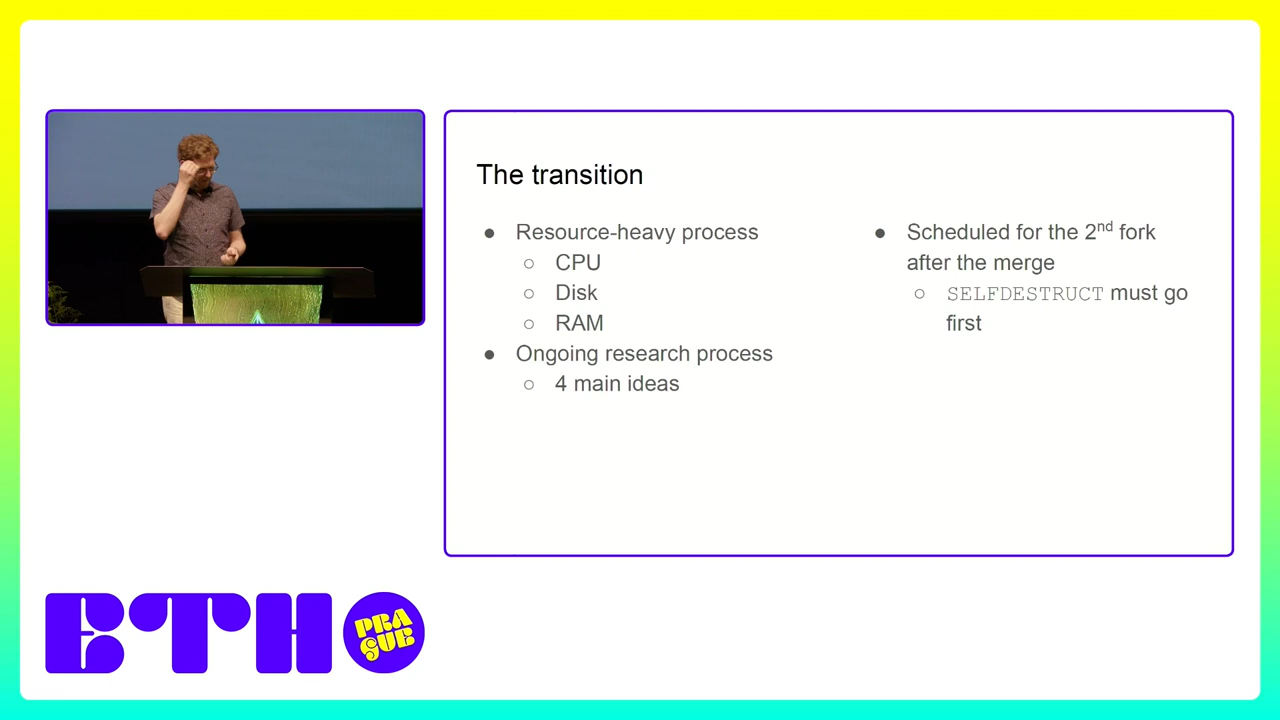 The transition
● Resource-heavy process
○ CPU
○ Disk
○ RAM
● Ongoing research process
○ 4 main ideas
● Scheduled for the 2nd fork
after the merge
○ SELFDESTRUCT must go
first
ETH
PRA
GUE